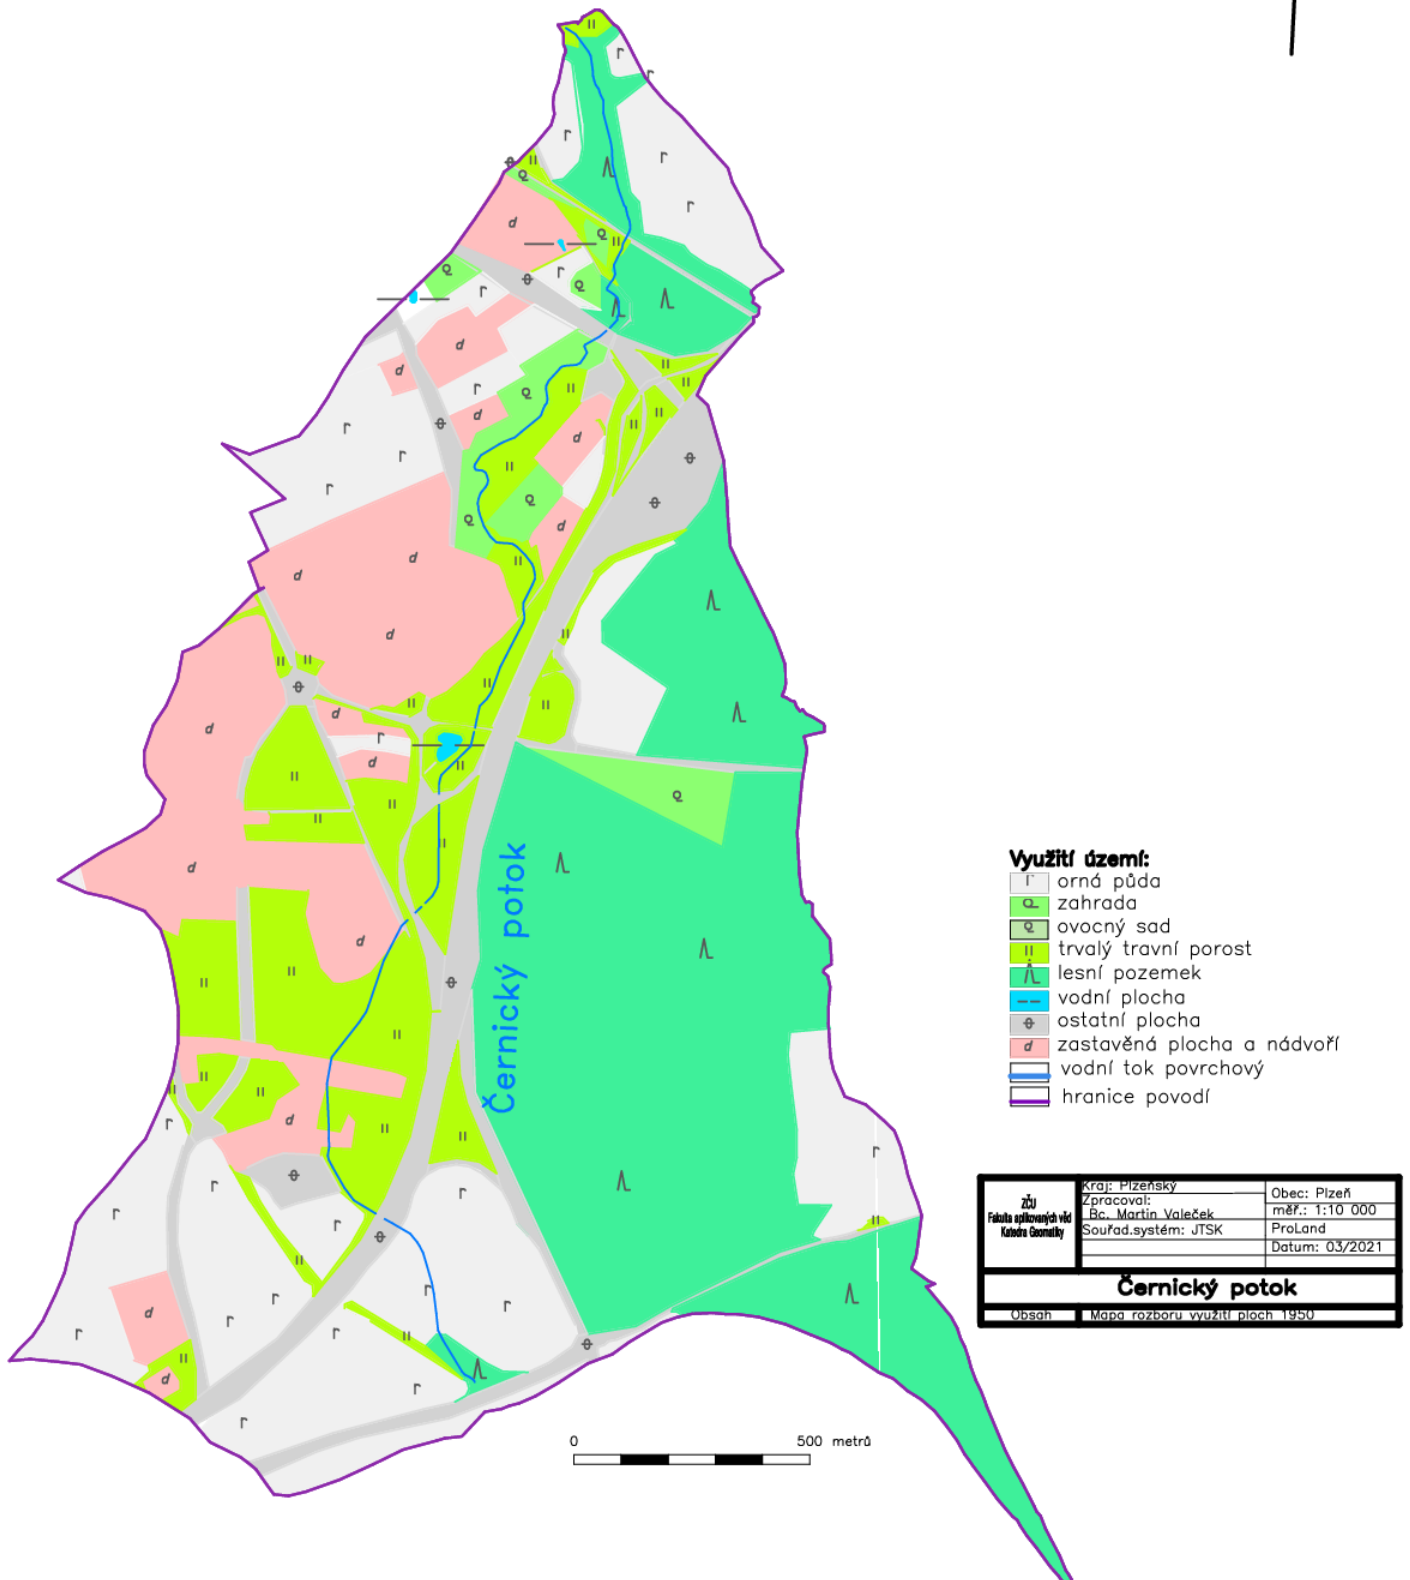 Černický potok
Využití území:
orná půda
zahrada
ovocný sad
trvalý travní porost
lesní pozemek
vodní plocha
ostatní plocha
zastavěná plocha a nádvoří
vodní tok povrchový
hranice povodí
ZČU
Fakulta aplikovaných věd
Katedra Geomatiky
Kraj: Plzeňský
Zpracoval:
Bc. Martin Valeček
Souřad.systém: JTSK
Obec: Plzeň
měř.: 1:10 000
ProLand
Datum: 03/2021
Černický potok
Obsah
Mapa rozboru využití ploch 1950
0
500 metrů